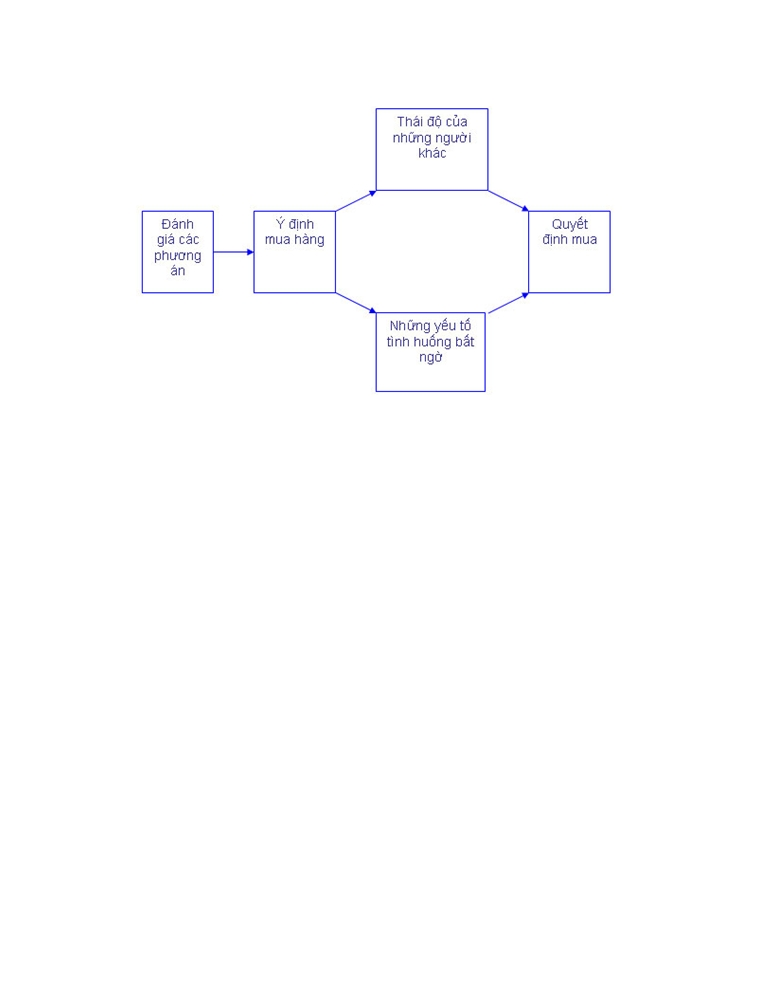 Thái độ của
những người
khác
Đánh
giá các
phương
án
Ý định
mua hàng
Quyết
định mua
Những yếu tố
tình huống bất
ngờ